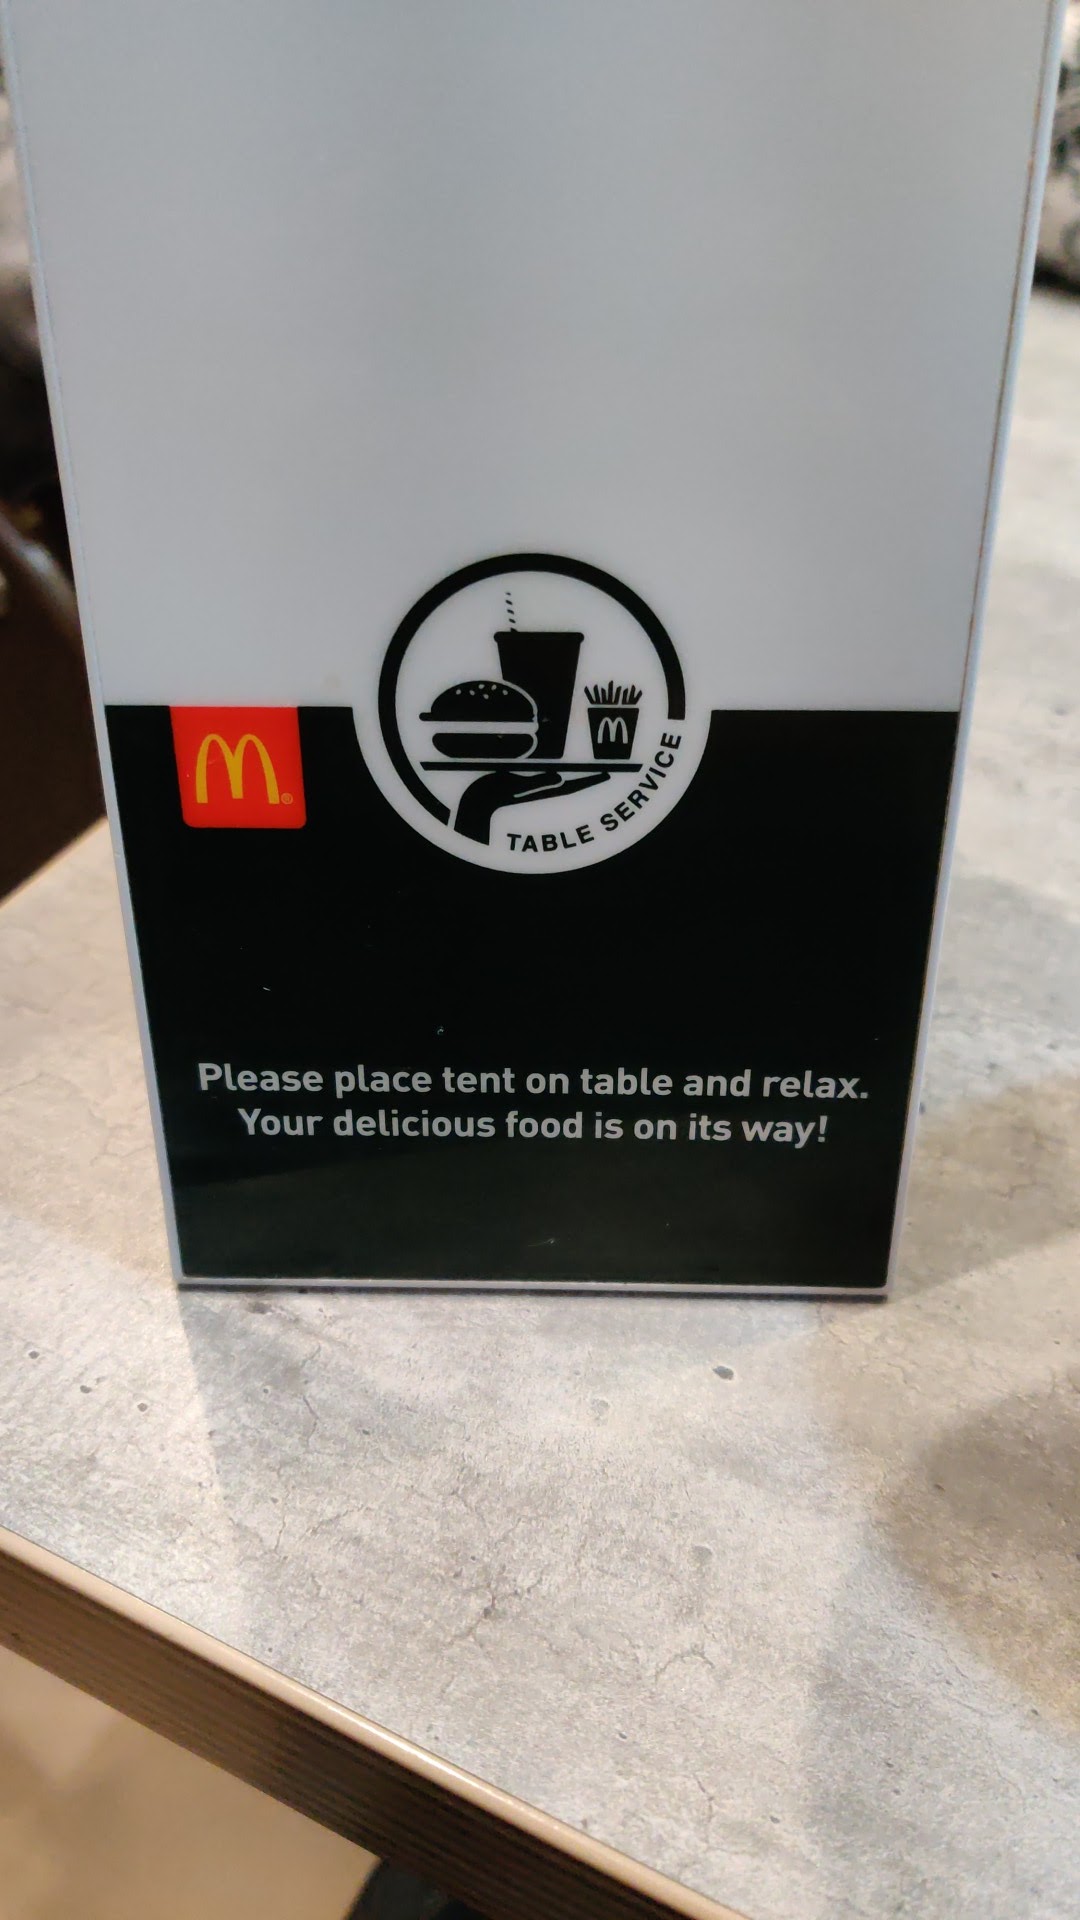 TABLE SERVICE
Please place tent on table and relax.
Your delicious food is on its way!